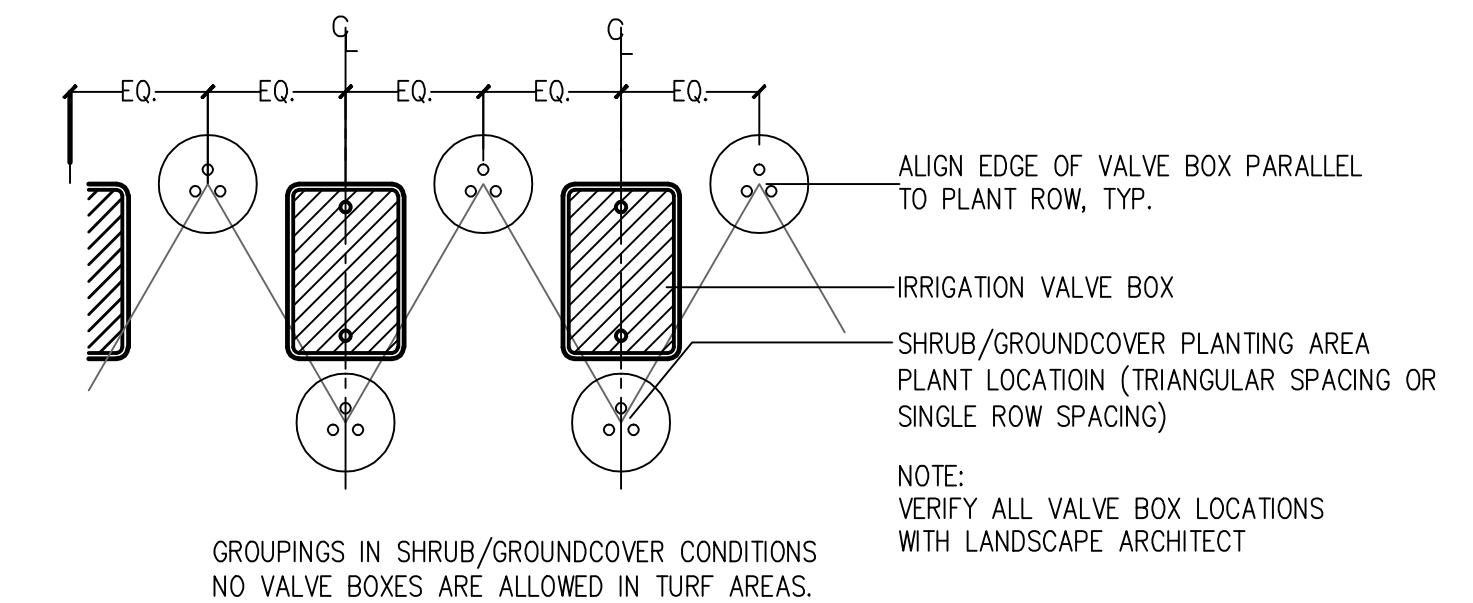 CL CL
EQ. EQ. EQ. EQ. EQ.
ALIGN EDGE OF VALVE BOX PARALLEL
TO PLANT ROW, TYP.
IRRIGATION VALVE BOX
SHRUB/GROUNDCOVER PLANTING AREA
PLANT LOCATIOIN (TRIANGULAR SPACING OR
SINGLE ROW SPACING)
NOTE:
VERIFY ALL VALVE BOX LOCATIONS
WITH LANDSCAPE ARCHITECT
GROUPINGS IN SHRUB/GROUNDCOVER CONDITIONS
NO VALVE BOXES ARE ALLOWED IN TURF AREAS.